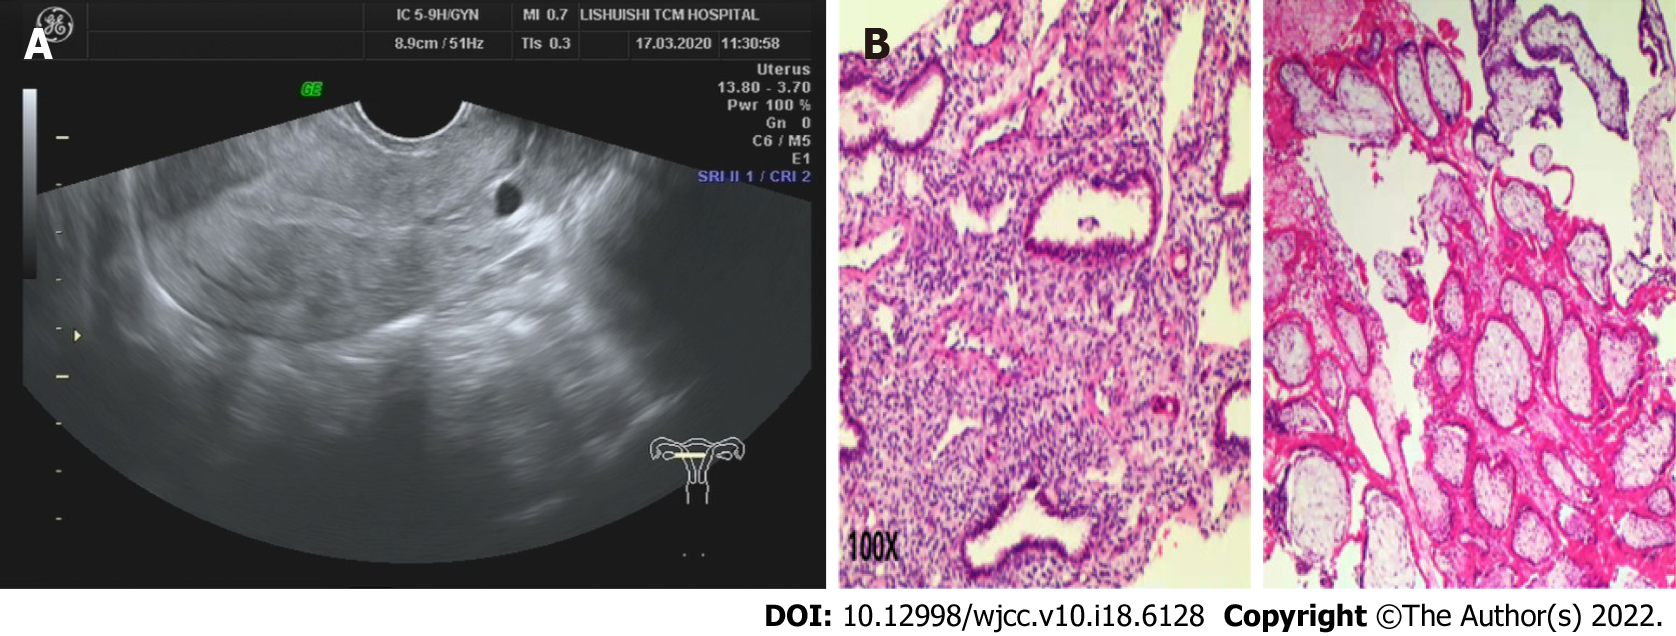 A
IC 5-9H/GYN
MI 0.7
LISHUISHI TCM HOSPITAL
8.9cm / 51Hz
TIs 0.3
17.03.2020
11:30:58
GE
Uterus
13.80 - 3.70
Pwr 100 %
Gn 0
C6 / M5
E1
SRI II 1 / CRI 2
B
100X
DOI: 10.12998/wjcc.v10.i18.6128 Copyright ©The Author(s) 2022.